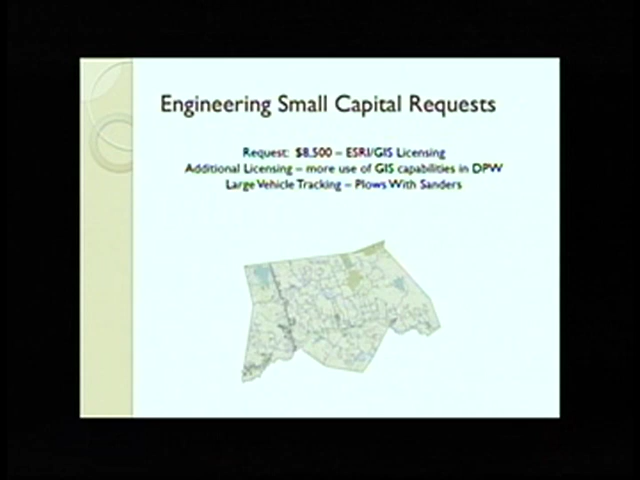 Engineering Small Capital Requests
Request: $8,500 – ESRI/GIS Licensing
Additional Licensing – more use of GIS capabilities in DPW
Large Vehicle Tracking – Plows With Sanders